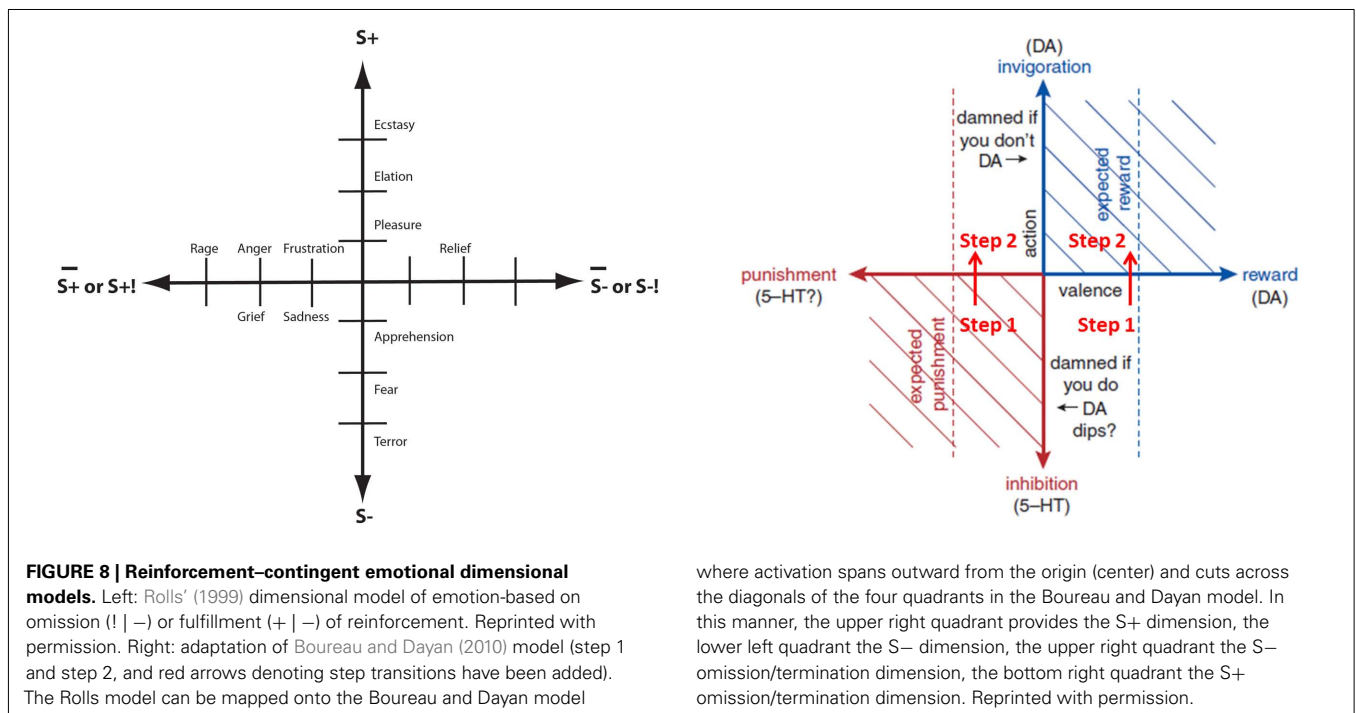 S+
Ecstasy
Elation
Pleasure
Rage Anger Frustration Relief
S+ or S+! S- or S-!
Grief Sadness
Apprehension
Fear
Terror
S-
(DA)
invigoration
damned if
you don't
DA →
expected
reward
action
Step 2 Step 2
punishment reward
(5-HT?) valence (DA)
Step 1 Step 1
expected
punishment
damned if
you do
← DA
dips?
inhibition
(5–HT)
FIGURE 8 | Reinforcement–contingent emotional dimensional
models. Left: Rolls' (1999) dimensional model of emotion-based on
omission (! | −) or fulfillment (+ | −) of reinforcement. Reprinted with
permission. Right: adaptation of Boureau and Dayan (2010) model (step 1
and step 2, and red arrows denoting step transitions have been added).
The Rolls model can be mapped onto the Boureau and Dayan model
where activation spans outward from the origin (center) and cuts across
the diagonals of the four quadrants in the Boureau and Dayan model. In
this manner, the upper right quadrant provides the S+ dimension, the
lower left quadrant the S− dimension, the upper right quadrant the S−
omission/termination dimension, the bottom right quadrant the S+
omission/termination dimension. Reprinted with permission.